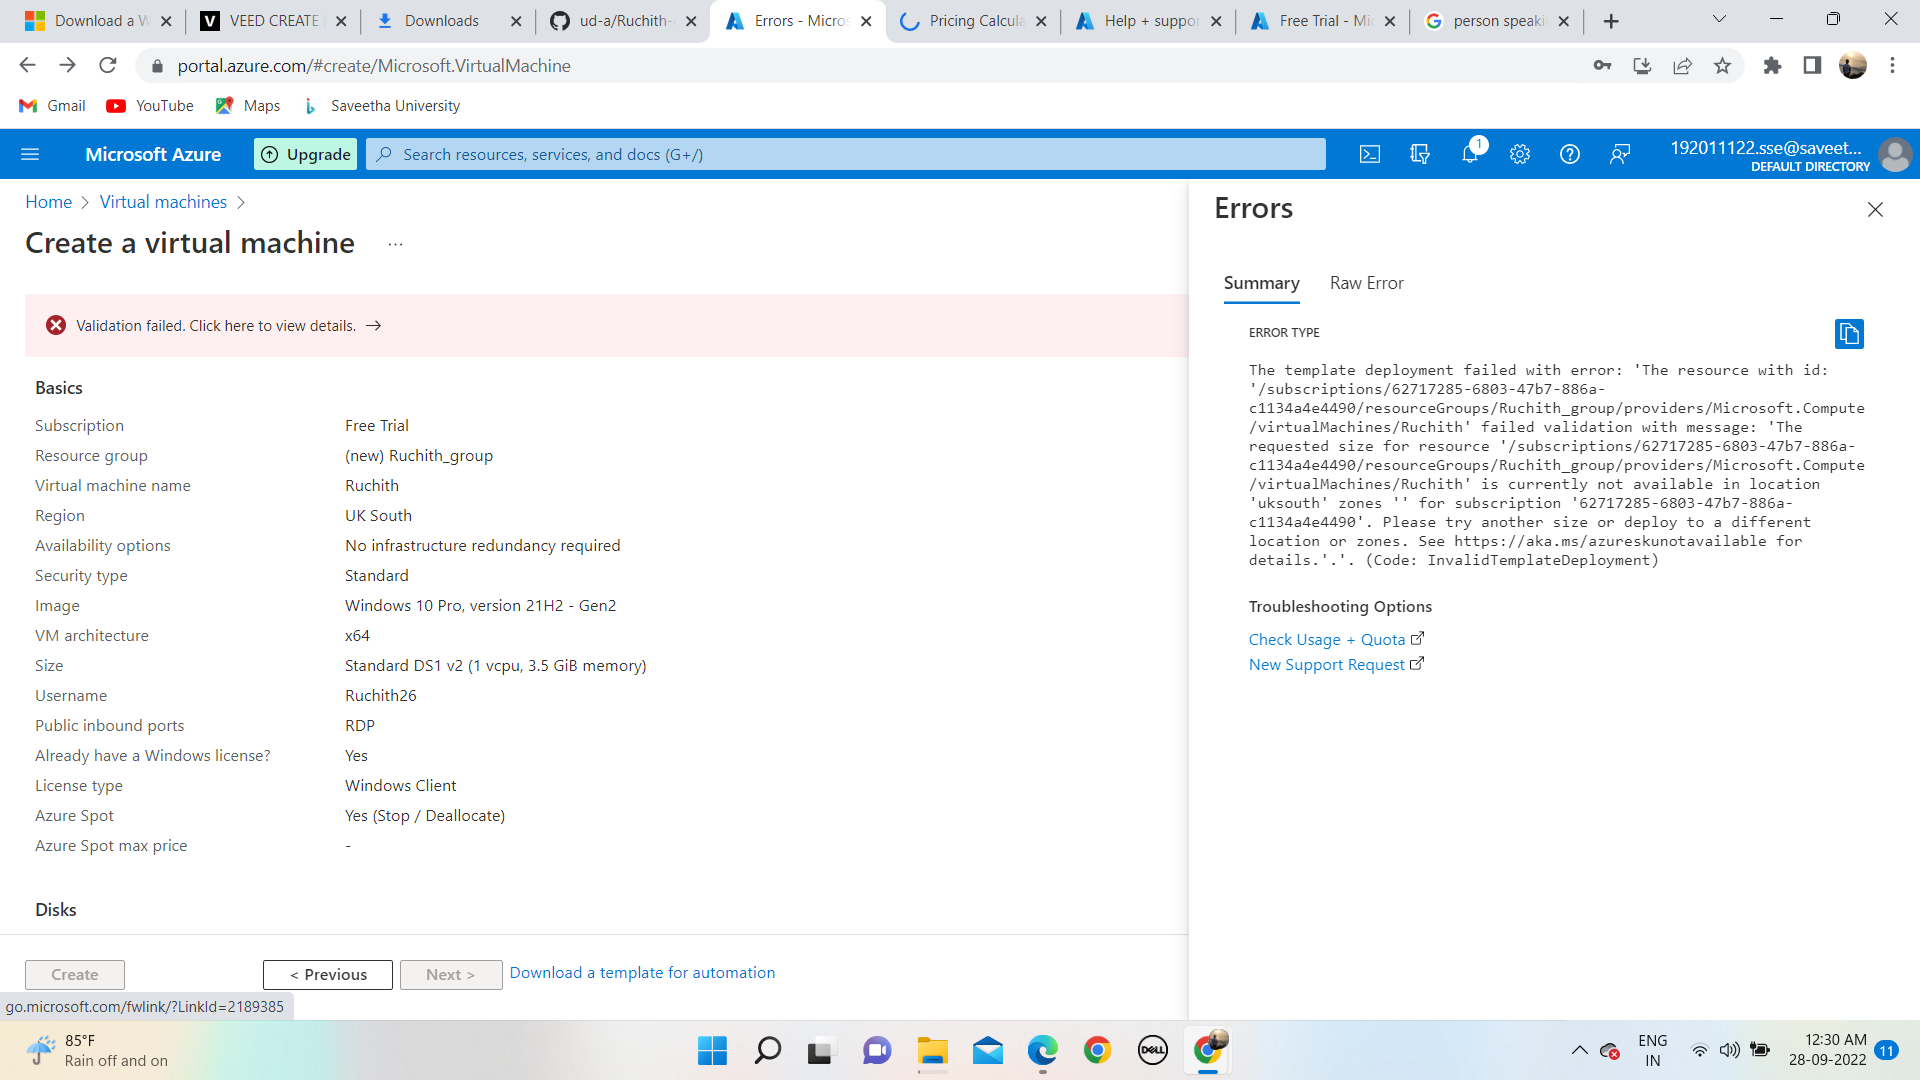 Download a W
VEED CREATE
Downloads
ud-a/Ruchith-
Errors - Micros
Pricing Calcula
Help + suppor
Free Trial - Mi
person speaki
portal.azure.com/#create/Microsoft.VirtualMachine
Gmail
YouTube
Maps
Saveetha University
Microsoft Azure
Upgrade
Search resources, services, and docs (G+/)
1
192011122.sse@saveet...
DEFAULT DIRECTORY
Home
Virtual machines
Create a virtual machine
...
Validation failed. Click here to view details.
Basics
Subscription Free Trial
Resource group (new) Ruchith_group
Virtual machine name Ruchith
Region UK South
Availability options No infrastructure redundancy required
Security type Standard
Image Windows 10 Pro, version 21H2 - Gen2
VM architecture x64
Size Standard DS1 v2 (1 vcpu, 3.5 GiB memory)
Username Ruchith26
Public inbound ports RDP
Already have a Windows license? Yes
License type Windows Client
Azure Spot Yes (Stop / Deallocate)
Azure Spot max price -
Disks
Create
< Previous
Next >
Download a template for automation
go.microsoft.com/fwlink/?LinkId=2189385
Errors
Summary
Raw Error
ERROR TYPE
The template deployment failed with error: 'The resource with id:
'/subscriptions/62717285-6803-47b7-886a-
c1134a4e4490/resourceGroups/Ruchith_group/providers/Microsoft.Compute
/virtualMachines/Ruchith' failed validation with message: 'The
requested size for resource '/subscriptions/62717285-6803-47b7-886a-
c1134a4e4490/resourceGroups/Ruchith_group/providers/Microsoft.Compute
/virtualMachines/Ruchith' is currently not available in location
'uksouth' zones '' for subscription '62717285-6803-47b7-886a-
c1134a4e4490'. Please try another size or deploy to a different
location or zones. See https://aka.ms/azureskunotavailable for
details.'.'. (Code: InvalidTemplateDeployment)
Troubleshooting Options
Check Usage + Quota
New Support Request
85°F
Rain off and on
DELL
ENG
IN
12:30 AM
28-09-2022
11